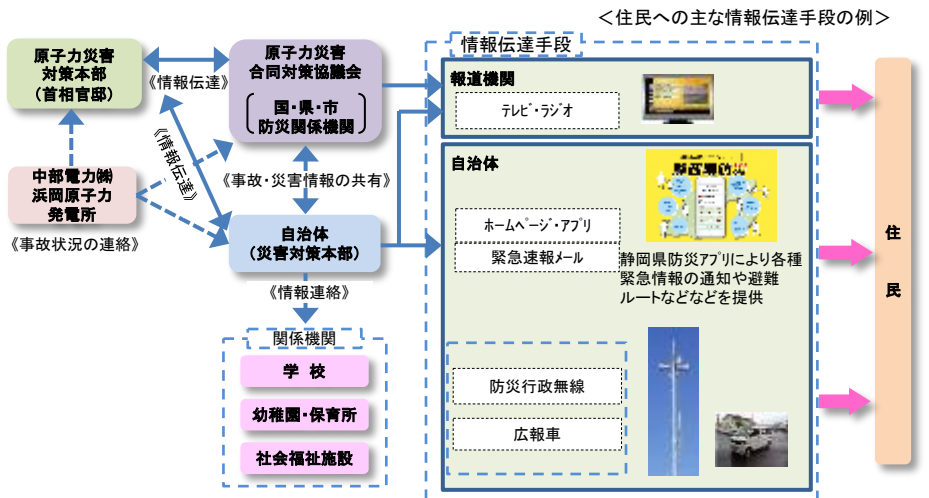 ＜住民への主な情報伝達手段の例＞
原子力災害
対策本部
（首相官邸）
《情報伝達》
原子力災害
合同対策協議会
国・県・市
防災関係機関
《情報伝達》
中部電力㈱
浜岡原子力
発電所
《事故状況の連絡》
《事故・災害情報の共有》
自治体
（災害対策本部）
《情報連絡》
関係機関
学 校
幼稚園・保育所
社会福祉施設
情報伝達手段
報道機関
ﾃﾚﾋﾞ・ﾗｼﾞｵ
自治体
ﾎｰﾑﾍﾟｰｼﾞ・ｱﾌﾟﾘ
緊急速報ﾒｰﾙ
静岡県防災アプリにより各種
緊急情報の通知や避難
ルートなどなどを提供
防災行政無線
広報車
住
民